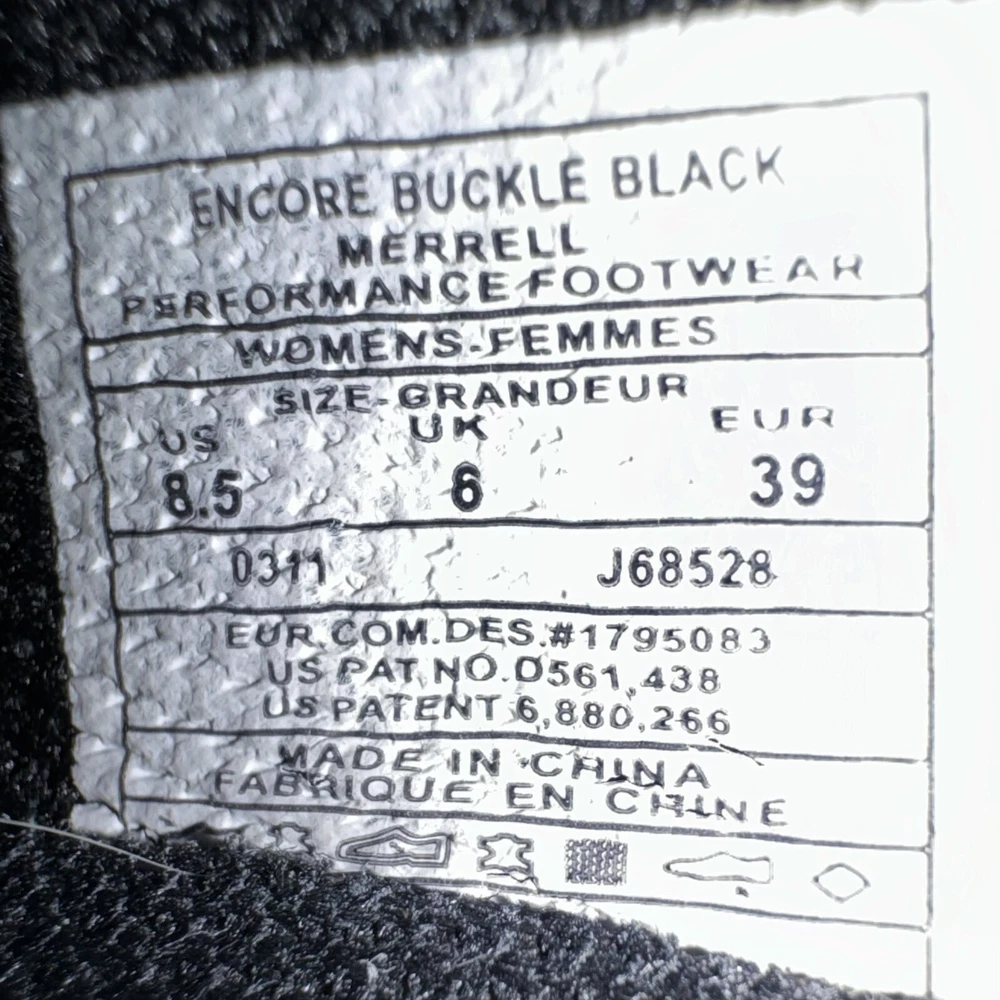 ENCORE BUCKLE BLACK
MERRELL
PERFORMANCE FOOTWEAR
WOMENS-FEMMES
SIZE-GRANDEUR
US UK EUR
8.5 6 39
0311 J68528
EUR.COM.DES.#1795083
US PAT NO.D561,438
US PATENT 6,880,266
MADE IN CHINA
FABRIQUE EN CHINE